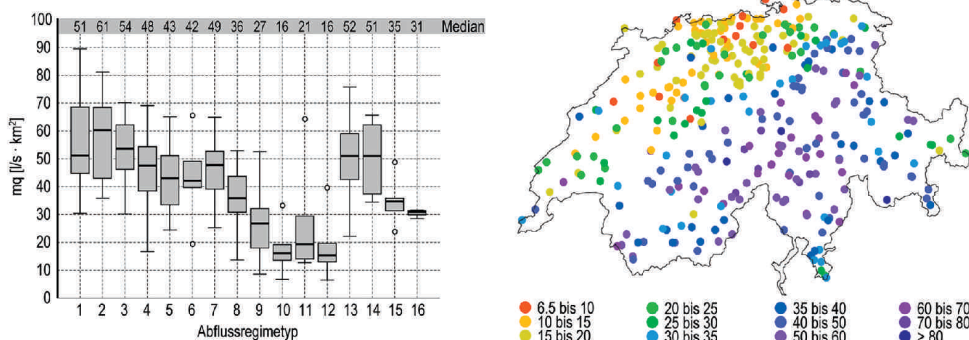 51 61 54 48 43 42 49 36 27 16 21 16 52 51 35 31 Median
100
90
80
70
60
50
40
30
20
10
0
mq [l/s · km²]
1 2 3 4 5 6 7 8 9 10 11 12 13 14 15 16
Abflussregimetyp
6.5 bis 10
10 bis 15
15 bis 20
20 bis 25
25 bis 30
30 bis 35
35 bis 40
40 bis 50
50 bis 60
60 bis 70
70 bis 80
> 80